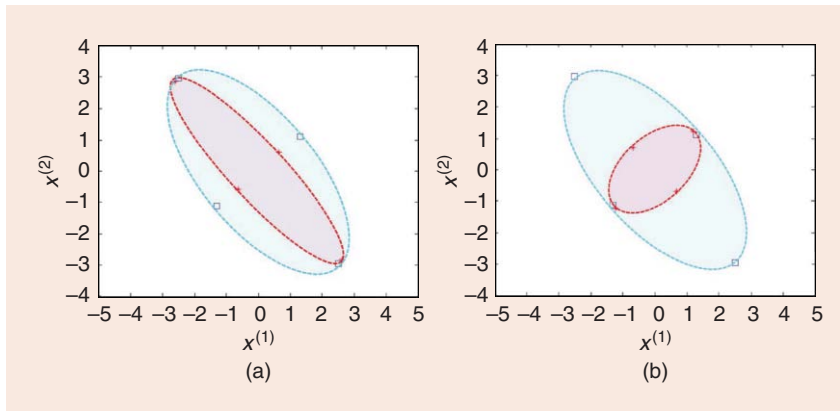 4
3
2
1
0
–1
–2
–3
–4
x(2)
–5 –4 –3 –2 –1 0 1 2 3 4 5
x(1)
(a)
4
3
2
1
0
–1
–2
–3
–4
x(2)
–5 –4 –3 –2 –1 0 1 2 3 4 5
x(1)
(b)